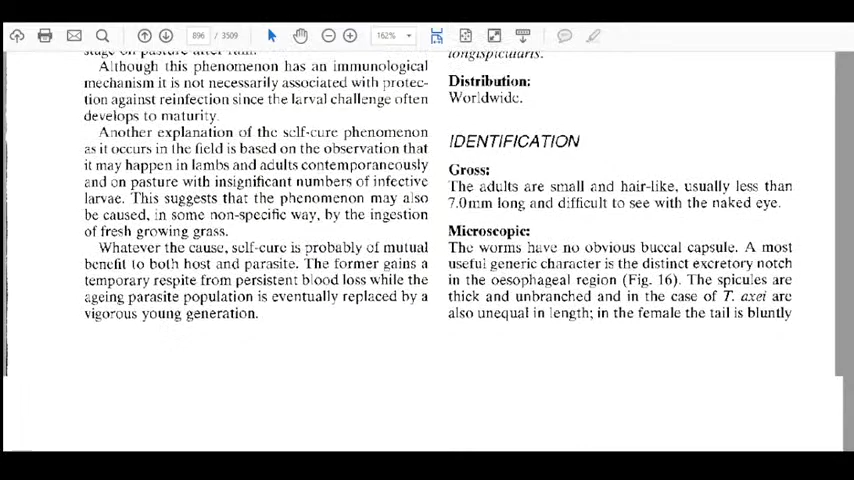 896 / 3509
162%
stage on pasture after rain.
Although this phenomenon has an immunological
mechanism it is not necessarily associated with protec-
tion against reinfection since the larval challenge often
develops to maturity.
Another explanation of the self-cure phenomenon
as it occurs in the field is based on the observation that
it may happen in lambs and adults contemporaneously
and on pasture with insignificant numbers of infective
larvae. This suggests that the phenomenon may also
be caused, in some non-specific way, by the ingestion
of fresh growing grass.
Whatever the cause, self-cure is probably of mutual
benefit to both host and parasite. The former gains a
temporary respite from persistent blood loss while the
ageing parasite population is eventually replaced by a
vigorous young generation.
longispicularis.
Distribution:
Worldwide.
IDENTIFICATION
Gross:
The adults are small and hair-like, usually less than
7.0mm long and difficult to see with the naked eye.
Microscopic:
The worms have no obvious buccal capsule. A most
useful generic character is the distinct excretory notch
in the oesophageal region (Fig. 16). The spicules are
thick and unbranched and in the case of T. axei are
also unequal in length; in the female the tail is bluntly